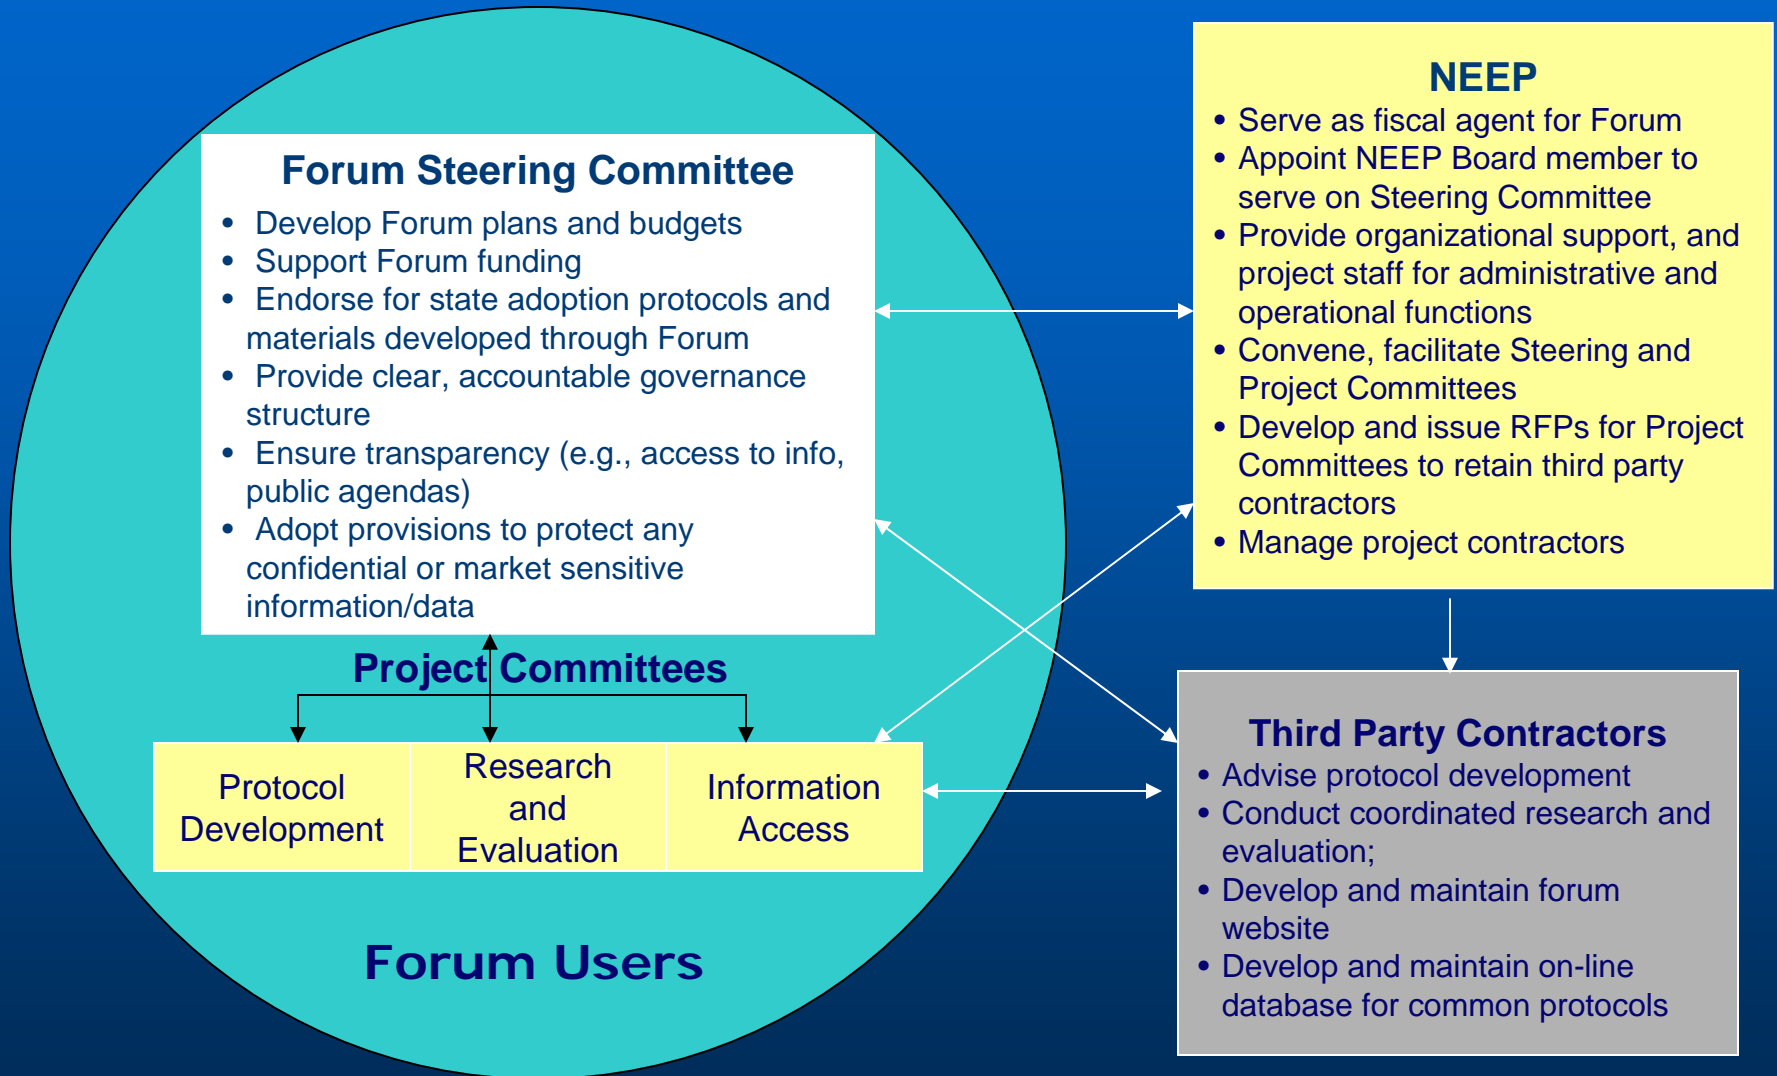 Forum Steering Committee
• Develop Forum plans and budgets
• Support Forum funding
• Endorse for state adoption protocols and
materials developed through Forum
• Provide clear, accountable governance
structure
• Ensure transparency (e.g., access to info,
public agendas)
• Adopt provisions to protect any
confidential or market sensitive
information/data
Project Committees
Protocol
Development
Research
and
Evaluation
Information
Access
Forum Users
NEEP
• Serve as fiscal agent for Forum
• Appoint NEEP Board member to
serve on Steering Committee
• Provide organizational support, and
project staff for administrative and
operational functions
• Convene, facilitate Steering and
Project Committees
• Develop and issue RFPs for Project
Committees to retain third party
contractors
• Manage project contractors
Third Party Contractors
• Advise protocol development
• Conduct coordinated research and
evaluation;
• Develop and maintain forum
website
• Develop and maintain on-line
database for common protocols